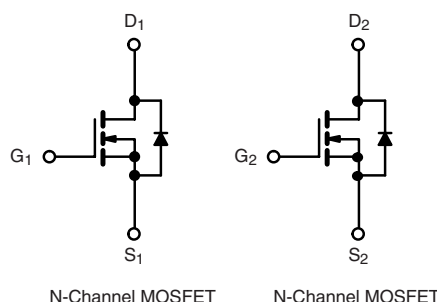 D1 D2
G1 G2
S1 S2
N-Channel MOSFET N-Channel MOSFET